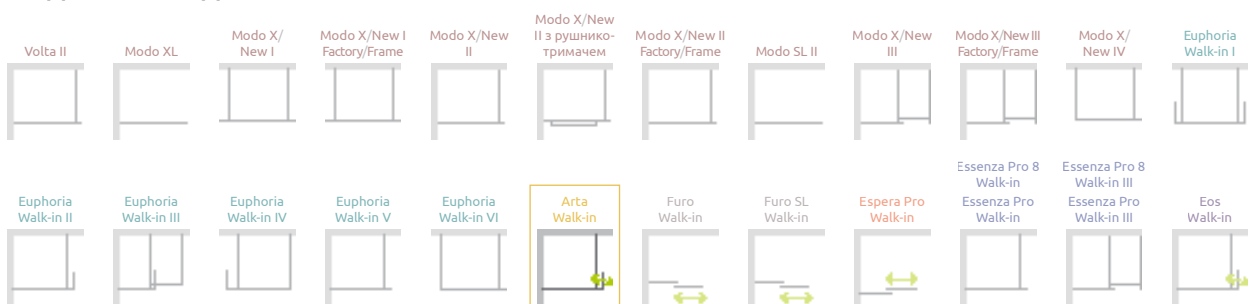 Volta II
Modo XL
Modo X/
New I
Modo X/New I
Factory/Frame
Modo X/New
II
Modo X/New
II з рушнико-
тримачем
Modo X/New II
Factory/Frame
Modo SL II
Modo X/New
III
Modo X/New III
Factory/Frame
Modo X/
New IV
Euphoria
Walk-in I
Euphoria
Walk-in II
Euphoria
Walk-in III
Euphoria
Walk-in IV
Euphoria
Walk-in V
Euphoria
Walk-in VI
Arta
Walk-in
Furo
Walk-in
Furo SL
Walk-in
Espera Pro
Walk-in
Essenza Pro 8
Walk-in
Essenza Pro
Walk-in
Essenza Pro 8
Walk-in III
Essenza Pro
Walk-in III
Eos
Walk-in